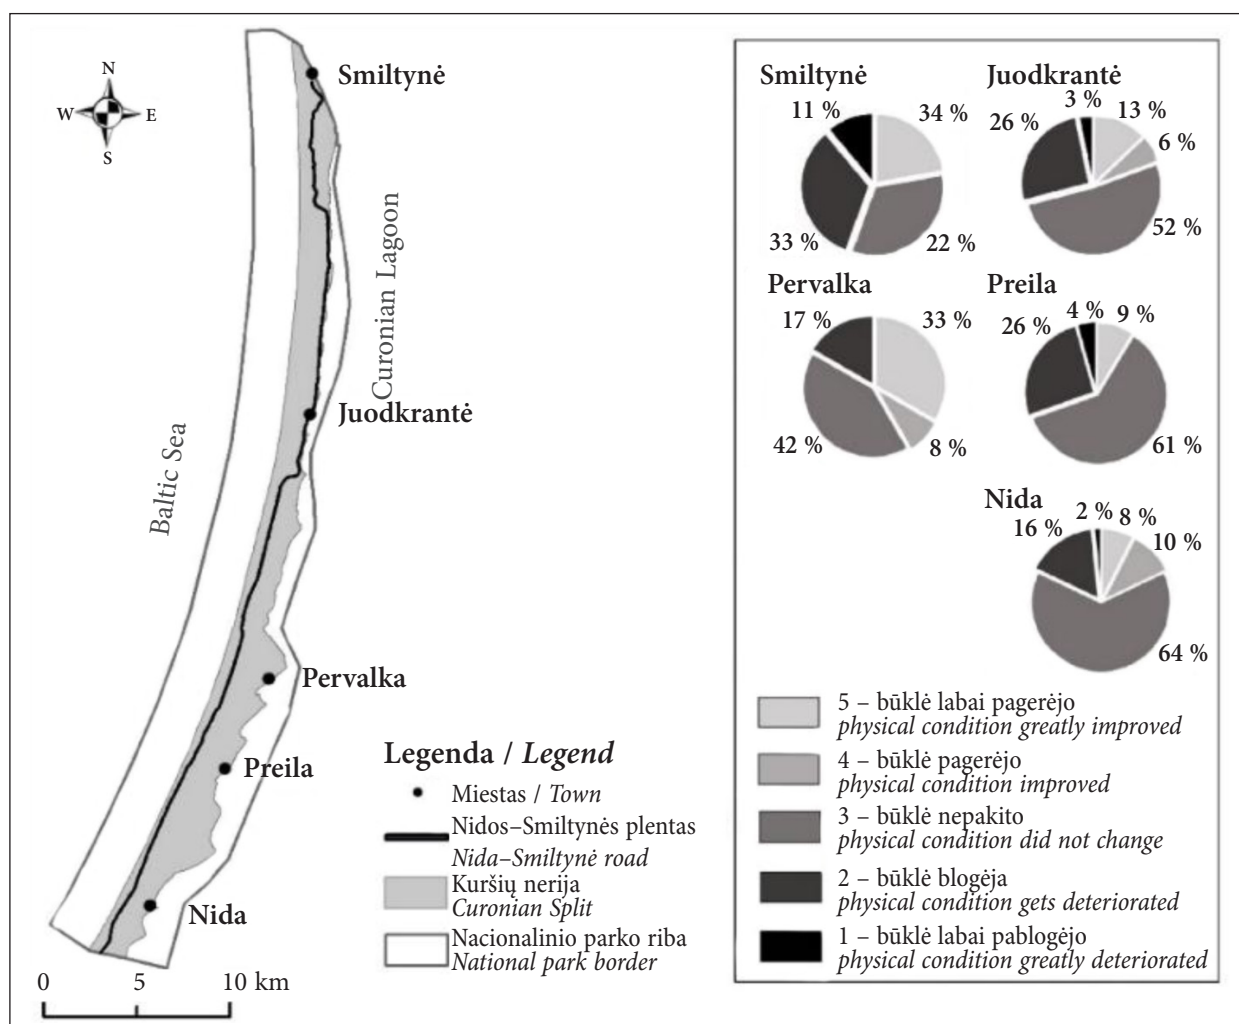 N
W
E
S
Smiltynė
Curonian Lagoon
Juodkrantė
Baltic Sea
Pervalka
Preila
Nida
0 5 10 km
Legenda / Legend
Miestas / Town
Nidos–Smiltynės plentas
Nida–Smiltynė road
Kuršių nerija
Curonian Split
Nacionalinio parko riba
National park border
Smiltynė
11 %
34 %
33 %
22 %
Juodkrantė
3 %
13 %
26 %
6 %
52 %
Pervalka
17 %
33 %
42 %
8 %
Preila
4 %
9 %
26 %
61 %
Nida
2 %
8 %
16 %
10 %
64 %
5 – būklė labai pagerėjo
physical condition greatly improved
4 – būklė pagerėjo
physical condition improved
3 – būklė nepakito
physical condition did not change
2 – būklė blogėja
physical condition gets deteriorated
1 – būklė labai pablogėjo
physical condition greatly deteriorated